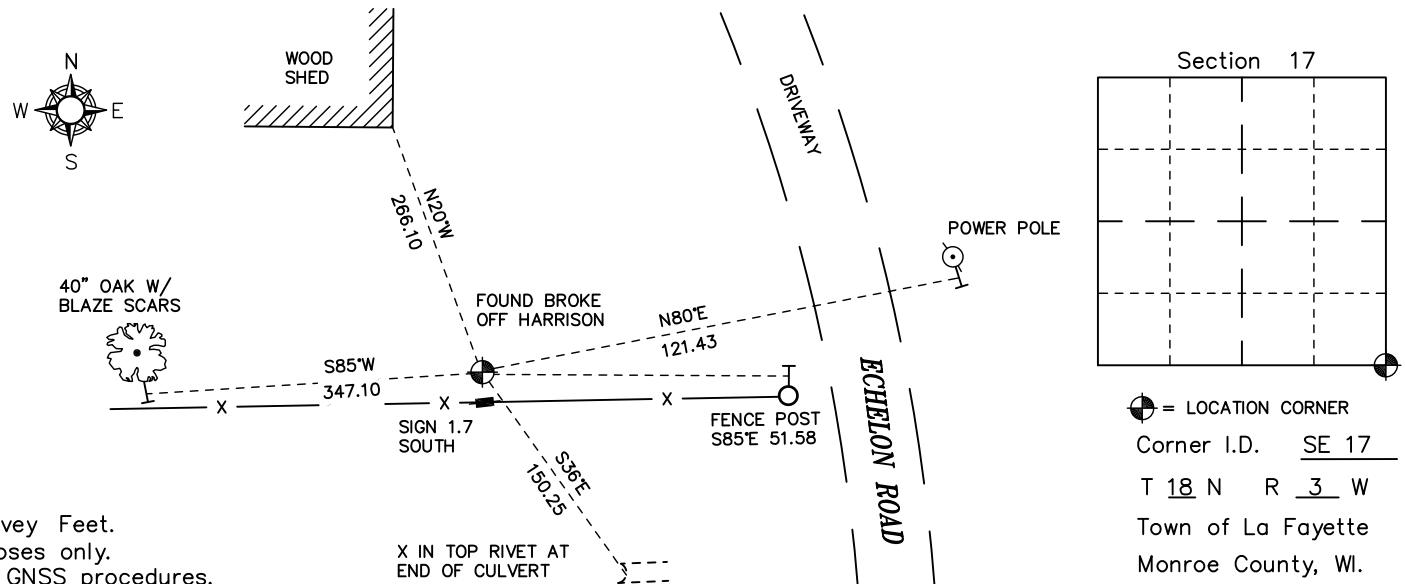 N
W E
S
WOOD
SHED
DRIVEWAY
N20°W
266.10
POWER POLE
40” OAK W/
BLAZE SCARS
FOUND BROKE
OFF HARRISON
N80°E
121.43
S85°W
347.10
X X X
SIGN 1.7
SOUTH
FENCE POST
S85°E 51.58
ECHELON ROAD
S36°E
150.25
X IN TOP RIVET AT
END OF CULVERT
vey Feet.
oses only.
GNSS procedures.
Section 17
= LOCATION CORNER
Corner I.D. SE 17
T 18 N R 3 W
Town of La Fayette
Monroe County, WI.